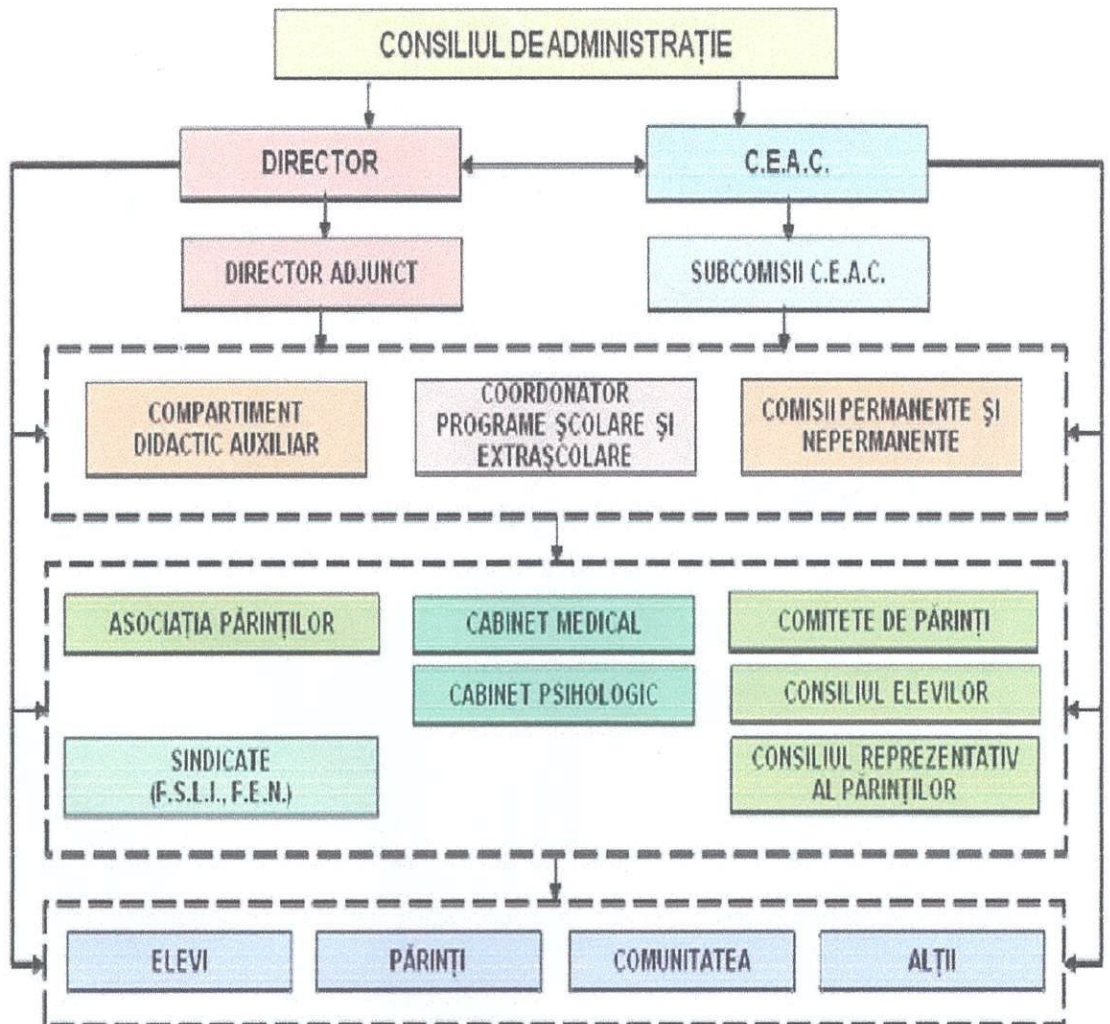 CONSILIUL DE ADMINISTRAȚIE
DIRECTOR
C.E.A.C.
DIRECTOR ADJUNCT
SUBCOMISII C.E.A.C.
COMPARTIMENT
DIDACTIC AUXILIAR
COORDONATOR
PROGRAME ȘCOLARE ȘI
EXTRAȘCOLARE
COMISII PERMANENTE ȘI
NEPERMANENTE
ASOCIAȚIA PĂRINȚILOR
CABINET MEDICAL
COMITETE DE PĂRINȚI
CABINET PSIHOLOGIC
CONSILIUL ELEVILOR
SINDICATE
(F.S.L.I., F.E.N.)
CONSILIUL REPREZENTATIV
AL PĂRINȚILOR
ELEVI
PĂRINȚI
COMUNITATEA
ALȚII